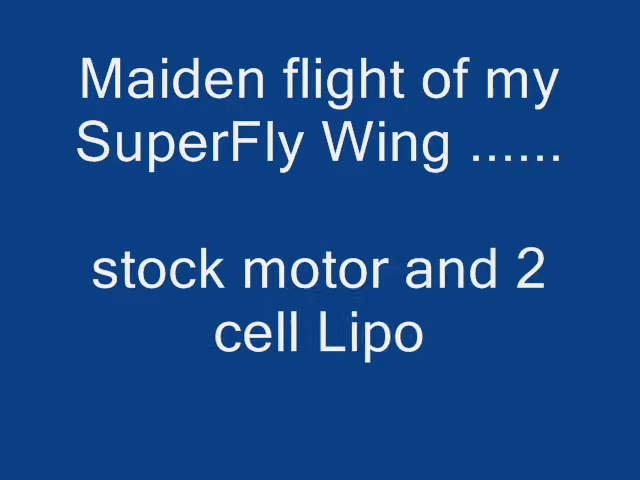 Maiden flight of my
SuperFly Wing ......
stock motor and 2
cell Lipo